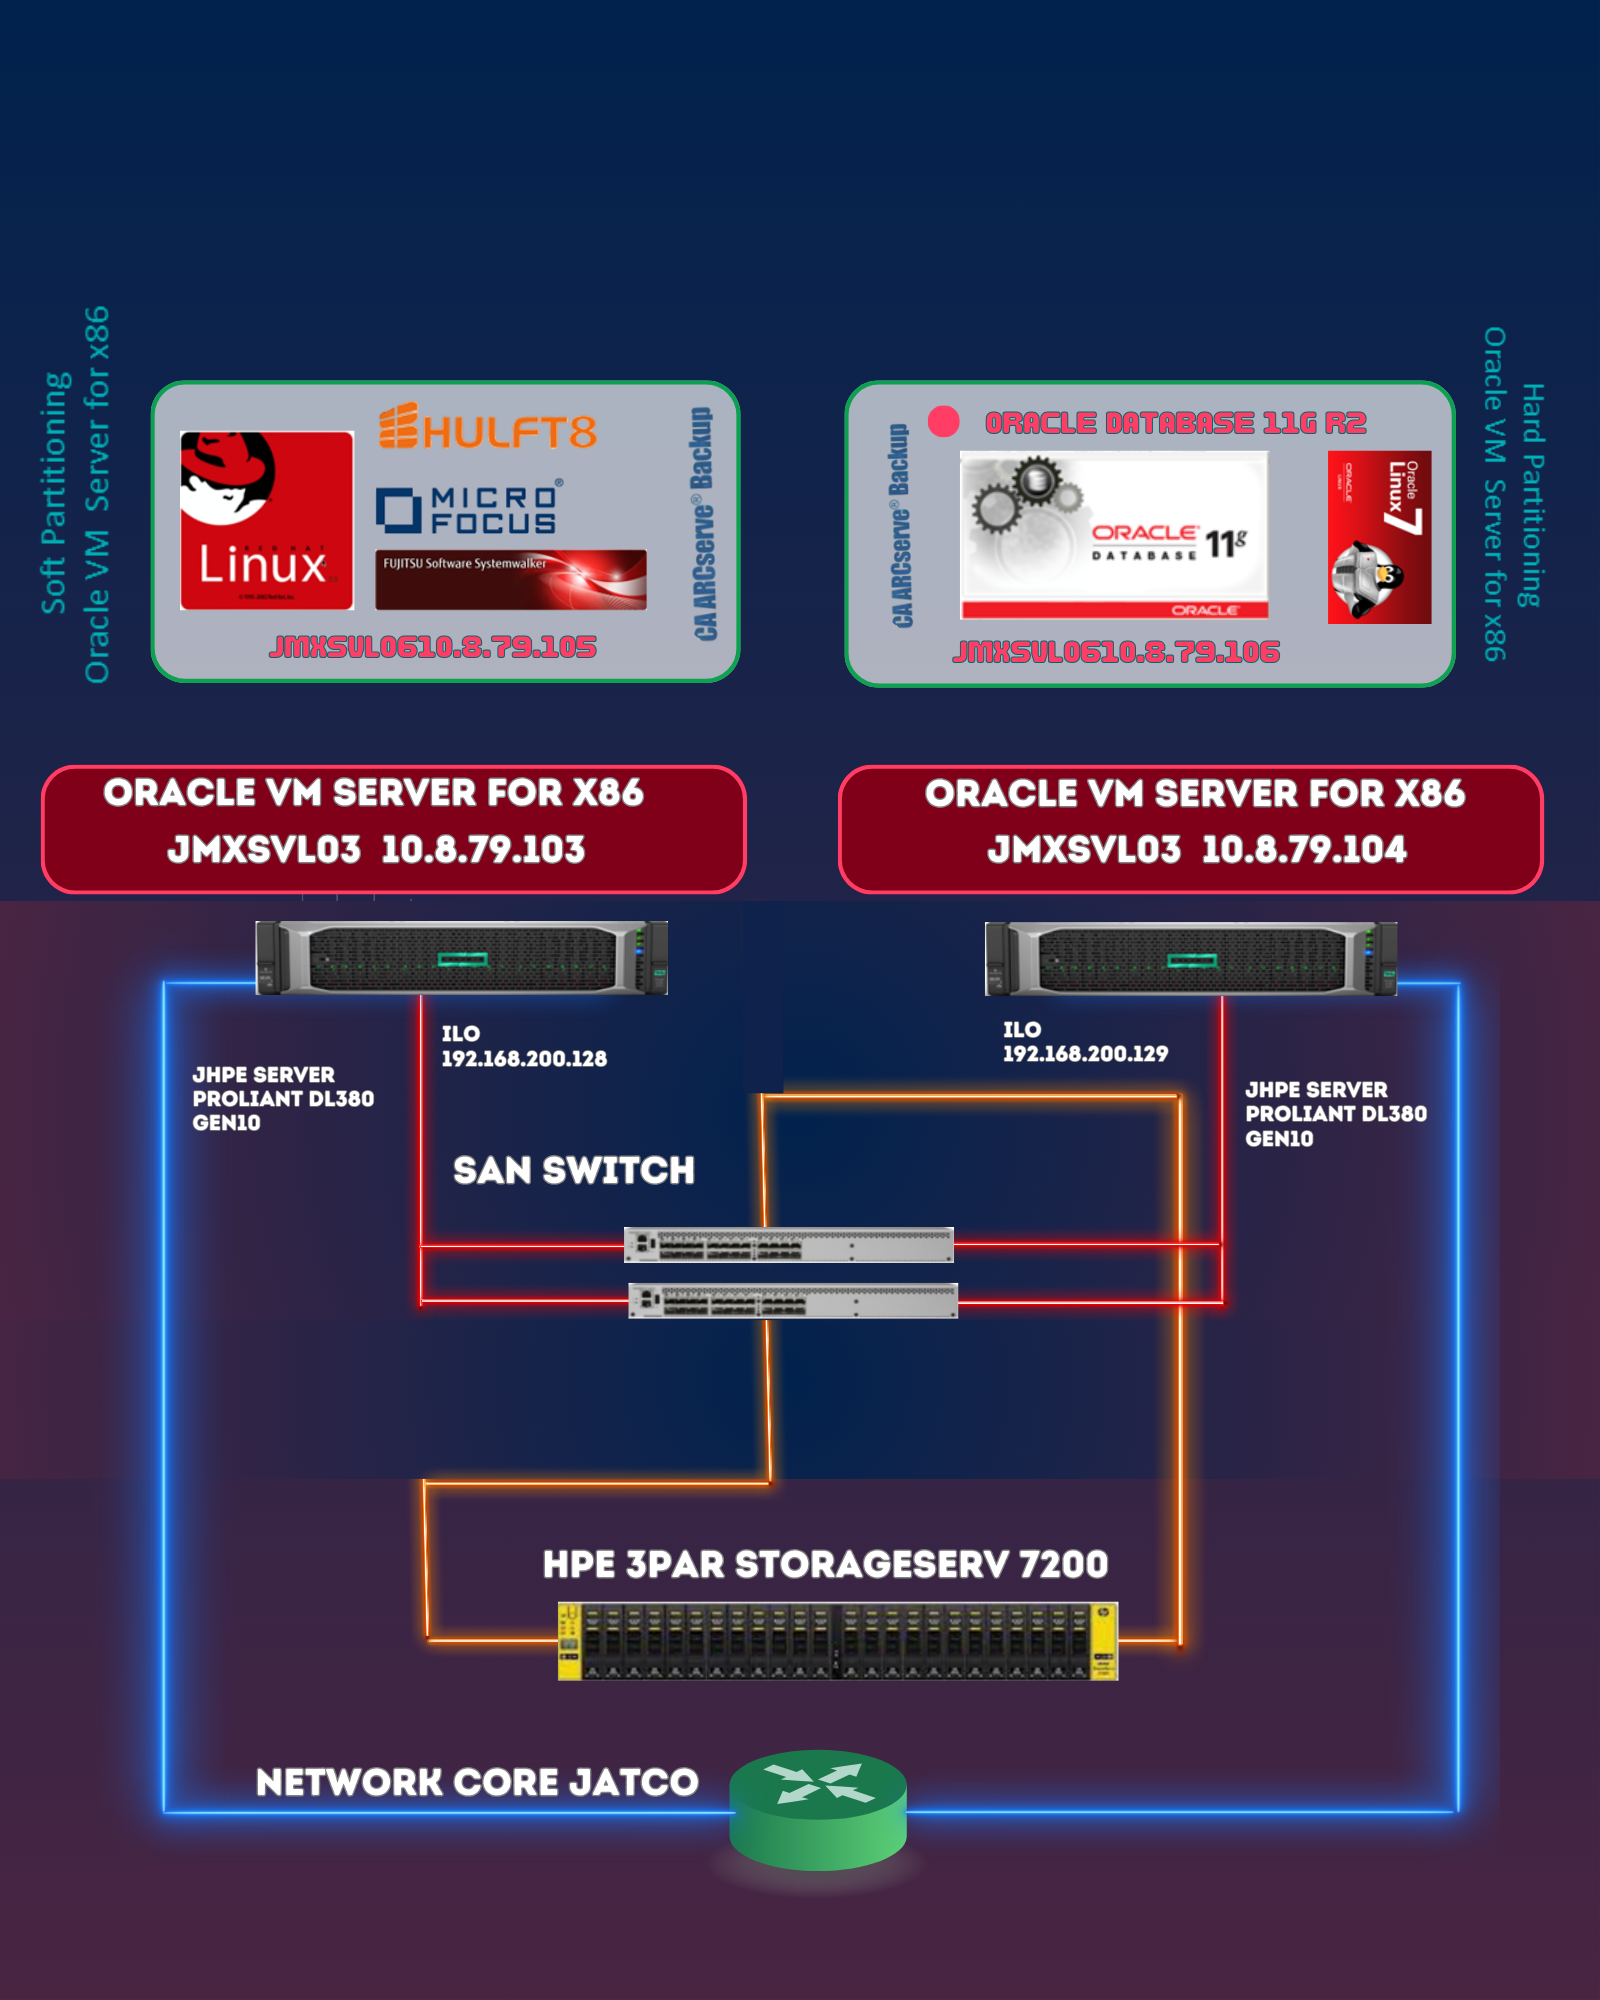 Soft Partitioning
Oracle VM Server for x86
HULFT8
MICRO
FOCUS®
FUJITSU Software Systemwalker
RED HAT
Linux
CA ARCserve® Backup
JMXSVL0610.8.79.105
CA ARCserve® Backup
ORACLE DATABASE 11G R2
ORACLE
DATABASE 11g
ORACLE
Oracle
Linux 7
ORACLE
JMXSVL0610.8.79.106
Hard Partitioning
Oracle VM Server for x86
ORACLE VM SERVER FOR X86
JMXSVL03 10.8.79.103
ORACLE VM SERVER FOR X86
JMXSVL03 10.8.79.104
ILO
192.168.200.128
JHPE SERVER
PROLIANT DL380
GEN10
ILO
192.168.200.129
JHPE SERVER
PROLIANT DL380
GEN10
SAN SWITCH
HPE 3PAR STORAGESERV 7200
NETWORK CORE JATCO